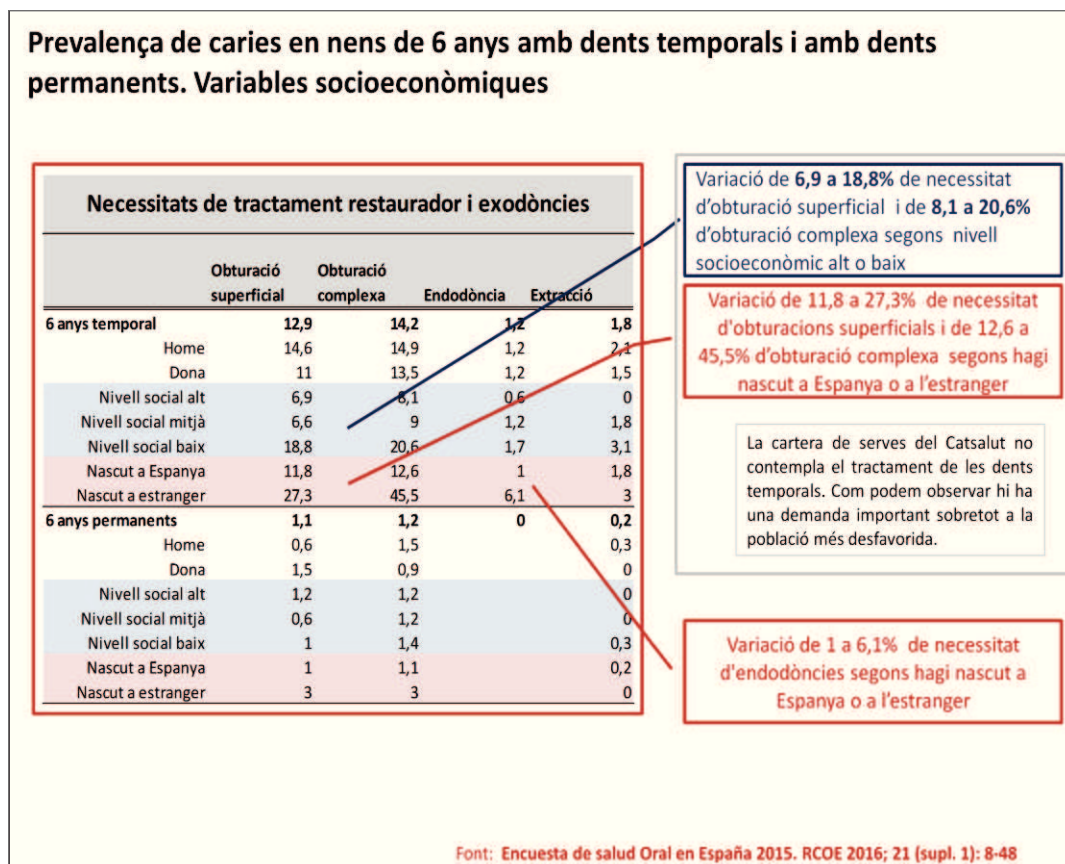 Prevalença de caries en nens de 6 anys amb dents temporals i amb dents
permanents. Variables socioeconòmiques
Necessitats de tractament restaurador i exodòncies
Obturació Obturació
superficial complexa Endodòncia Extracció
6 anys temporal 12,9 14,2 1,2 1,8
Home 14,6 14,9 1,2 2,1
Dona 11 13,5 1,2 1,5
Nivell social alt 6,9 8,1 0,6 0
Nivell social mitjà 6,6 9 1,2 1,8
Nivell social baix 18,8 20,6 1,7 3,1
Nascut a Espanya 11,8 12,6 1 1,8
Nascut a estranger 27,3 45,5 6,1 3
6 anys permanents 1,1 1,2 0 0,2
Home 0,6 1,5 0,3
Dona 1,5 0,9 0
Nivell social alt 1,2 1,2 0
Nivell social mitjà 0,6 1,2 0
Nivell social baix 1 1,4 0,3
Nascut a Espanya 1 1,1 0,2
Nascut a estranger 3 3 0
Variació de 6,9 a 18,8% de necessitat
d'obturació superficial i de 8,1 a 20,6%
d'obturació complexa segons nivell
socioeconòmic alt o baix
Variació de 11,8 a 27,3% de necessitat
d'obturacions superficials i de 12,6 a
45,5% d'obturació complexa segons hagi
nascut a Espanya o a l'estranger
La cartera de serves del Catsalut no
contempla el tractament de les dents
temporals. Com podem observar hi ha
una demanda important sobretot a la
població més desfavorida.
Variació de 1 a 6,1% de necessitat
d'endodòncies segons hagi nascut a
Espanya o a l'estranger
Font: Encuesta de salud Oral en España 2015. RCOE 2016; 21 (supl. 1): 8-48